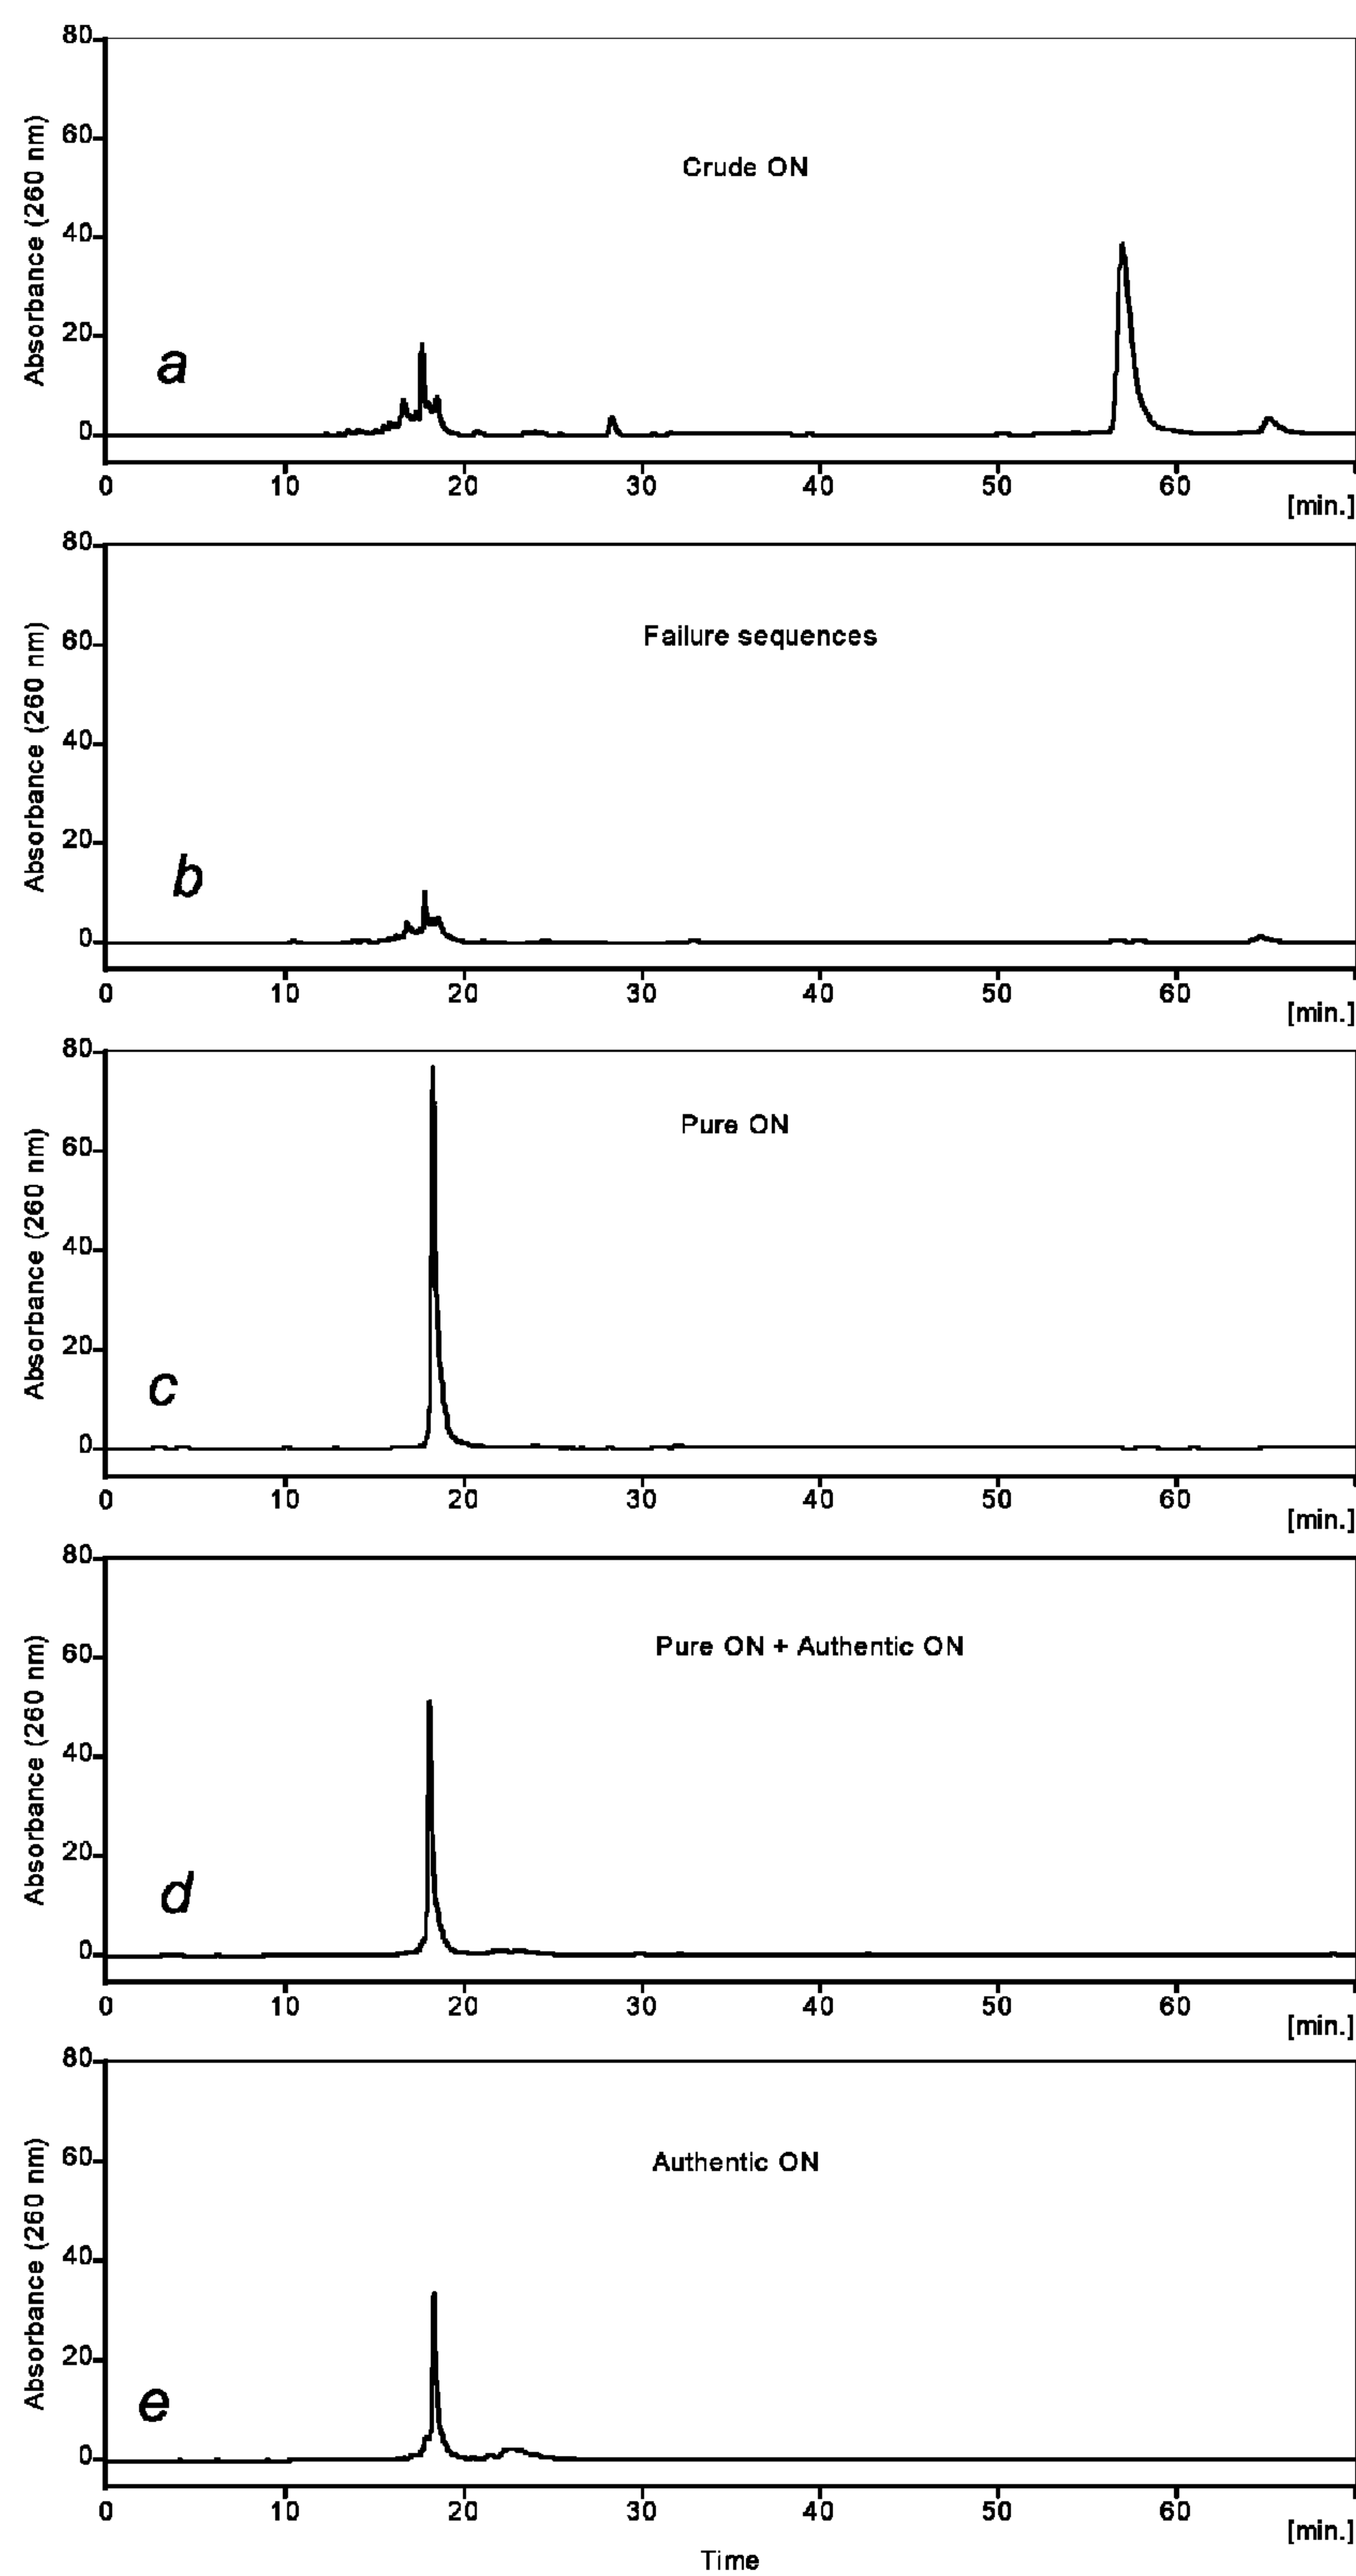 80
60
40
20
0
Absorbance (260 nm)
Crude ON
a
0 10 20 30 40 50 60
[min.]
80
60
40
20
0
Absorbance (260 nm)
Failure sequences
b
0 10 20 30 40 50 60
[min.]
80
60
40
20
0
Absorbance (260 nm)
Pure ON
c
0 10 20 30 40 50 60
[min.]
80
60
40
20
0
Absorbance (260 nm)
Pure ON + Authentic ON
d
0 10 20 30 40 50 60
[min.]
80
60
40
20
0
Absorbance (260 nm)
Authentic ON
e
0 10 20 30 40 50 60
[min.]
Time